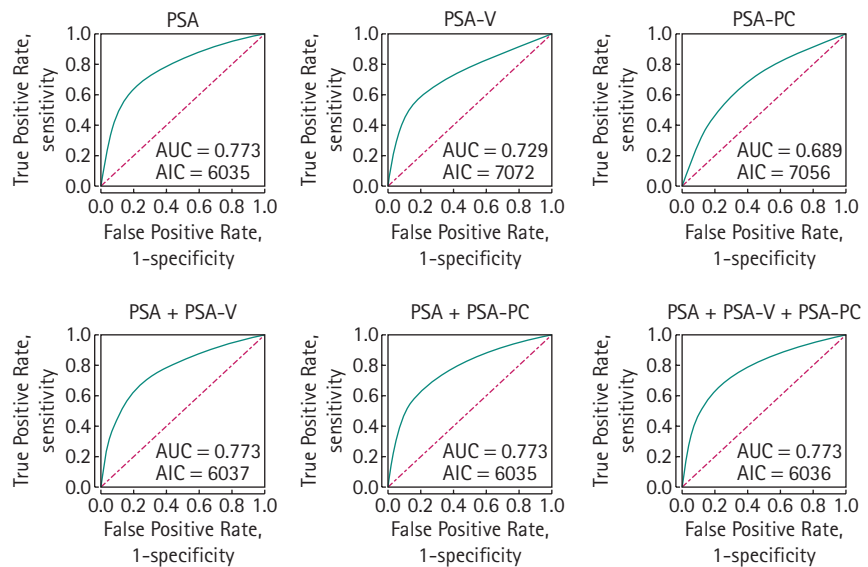 PSA
True Positive Rate,
sensitivity
1.0
0.8
0.6
0.4
0.2
0.0
AUC = 0.773
AIC = 6035
0.0 0.2 0.4 0.6 0.8 1.0
False Positive Rate,
1-specificity
PSA-V
True Positive Rate,
sensitivity
1.0
0.8
0.6
0.4
0.2
0.0
AUC = 0.729
AIC = 7072
0.0 0.2 0.4 0.6 0.8 1.0
False Positive Rate,
1-specificity
PSA-PC
True Positive Rate,
sensitivity
1.0
0.8
0.6
0.4
0.2
0.0
AUC = 0.689
AIC = 7056
0.0 0.2 0.4 0.6 0.8 1.0
False Positive Rate,
1-specificity
PSA + PSA-V
True Positive Rate,
sensitivity
1.0
0.8
0.6
0.4
0.2
0.0
AUC = 0.773
AIC = 6037
0.0 0.2 0.4 0.6 0.8 1.0
False Positive Rate,
1-specificity
PSA + PSA-PC
True Positive Rate,
sensitivity
1.0
0.8
0.6
0.4
0.2
0.0
AUC = 0.773
AIC = 6035
0.0 0.2 0.4 0.6 0.8 1.0
False Positive Rate,
1-specificity
PSA + PSA-V + PSA-PC
True Positive Rate,
sensitivity
1.0
0.8
0.6
0.4
0.2
0.0
AUC = 0.773
AIC = 6036
0.0 0.2 0.4 0.6 0.8 1.0
False Positive Rate,
1-specificity